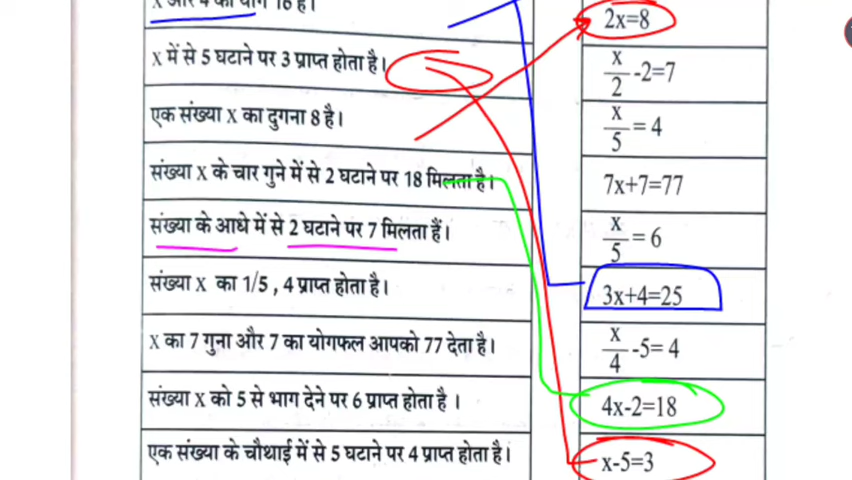 x और 4 का योग 16 है।
2x=8
x में से 5 घटाने पर 3 प्राप्त होता है।
x/2 -2=7
एक संख्या x का दुगना 8 है।
x/5 = 4
संख्या x के चार गुने में से 2 घटाने पर 18 मिलता है।
7x+7=77
संख्या के आधे में से 2 घटाने पर 7 मिलता हैं।
x/5 = 6
संख्या x का 1/5 , 4 प्राप्त होता है।
3x+4=25
x का 7 गुना और 7 का योगफल आपको 77 देता है।
x/4 -5= 4
संख्या x को 5 से भाग देने पर 6 प्राप्त होता है ।
4x-2=18
एक संख्या के चौथाई में से 5 घटाने पर 4 प्राप्त होता है।
x-5=3